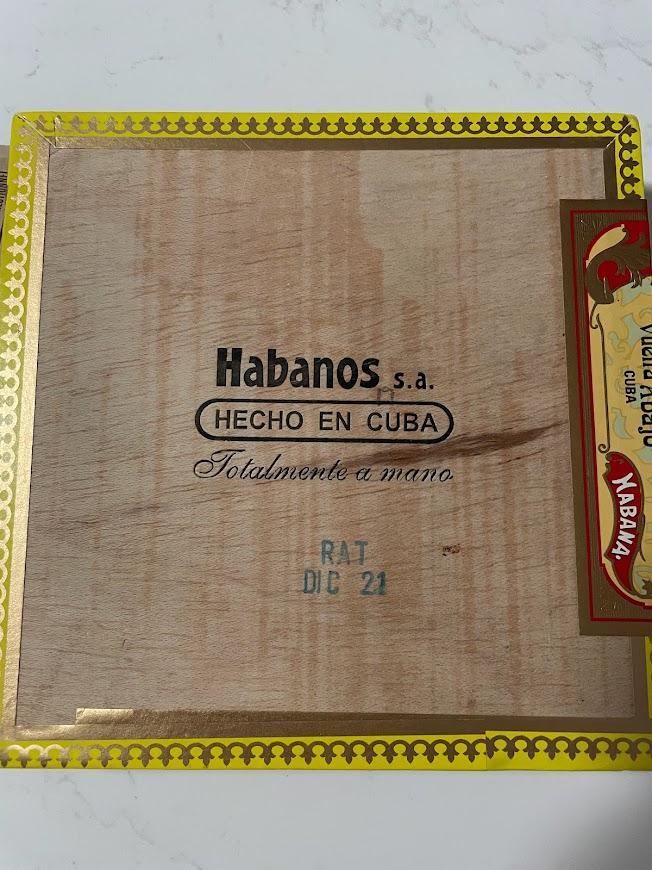 Habanos s.a.
HECHO EN CUBA
Totalmente a mano
RAT
DIC 21
Vuelta Abajo
CUBA
HABANA.